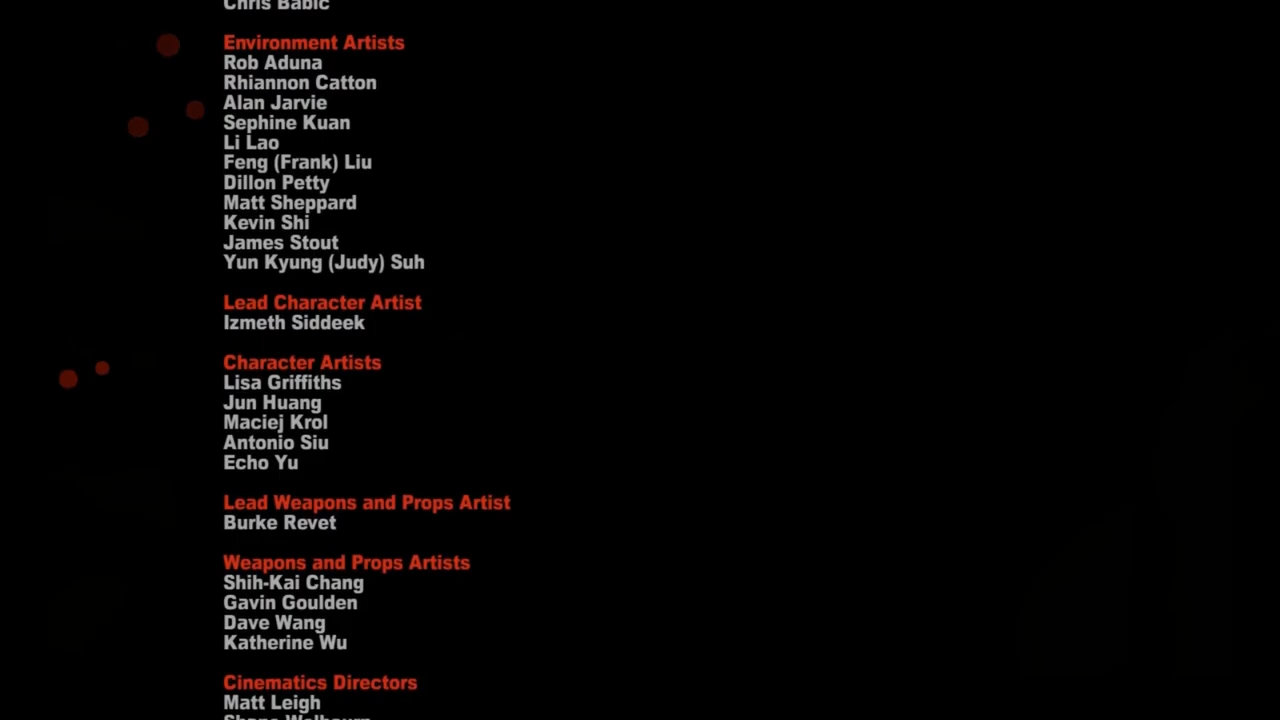 Chris Babic
Environment Artists
Rob Aduna
Rhiannon Catton
Alan Jarvie
Sephine Kuan
Li Lao
Feng (Frank) Liu
Dillon Petty
Matt Sheppard
Kevin Shi
James Stout
Yun Kyung (Judy) Suh
Lead Character Artist
Izmeth Siddeek
Character Artists
Lisa Griffiths
Jun Huang
Maciej Krol
Antonio Siu
Echo Yu
Lead Weapons and Props Artist
Burke Revet
Weapons and Props Artists
Shih-Kai Chang
Gavin Goulden
Dave Wang
Katherine Wu
Cinematics Directors
Matt Leigh